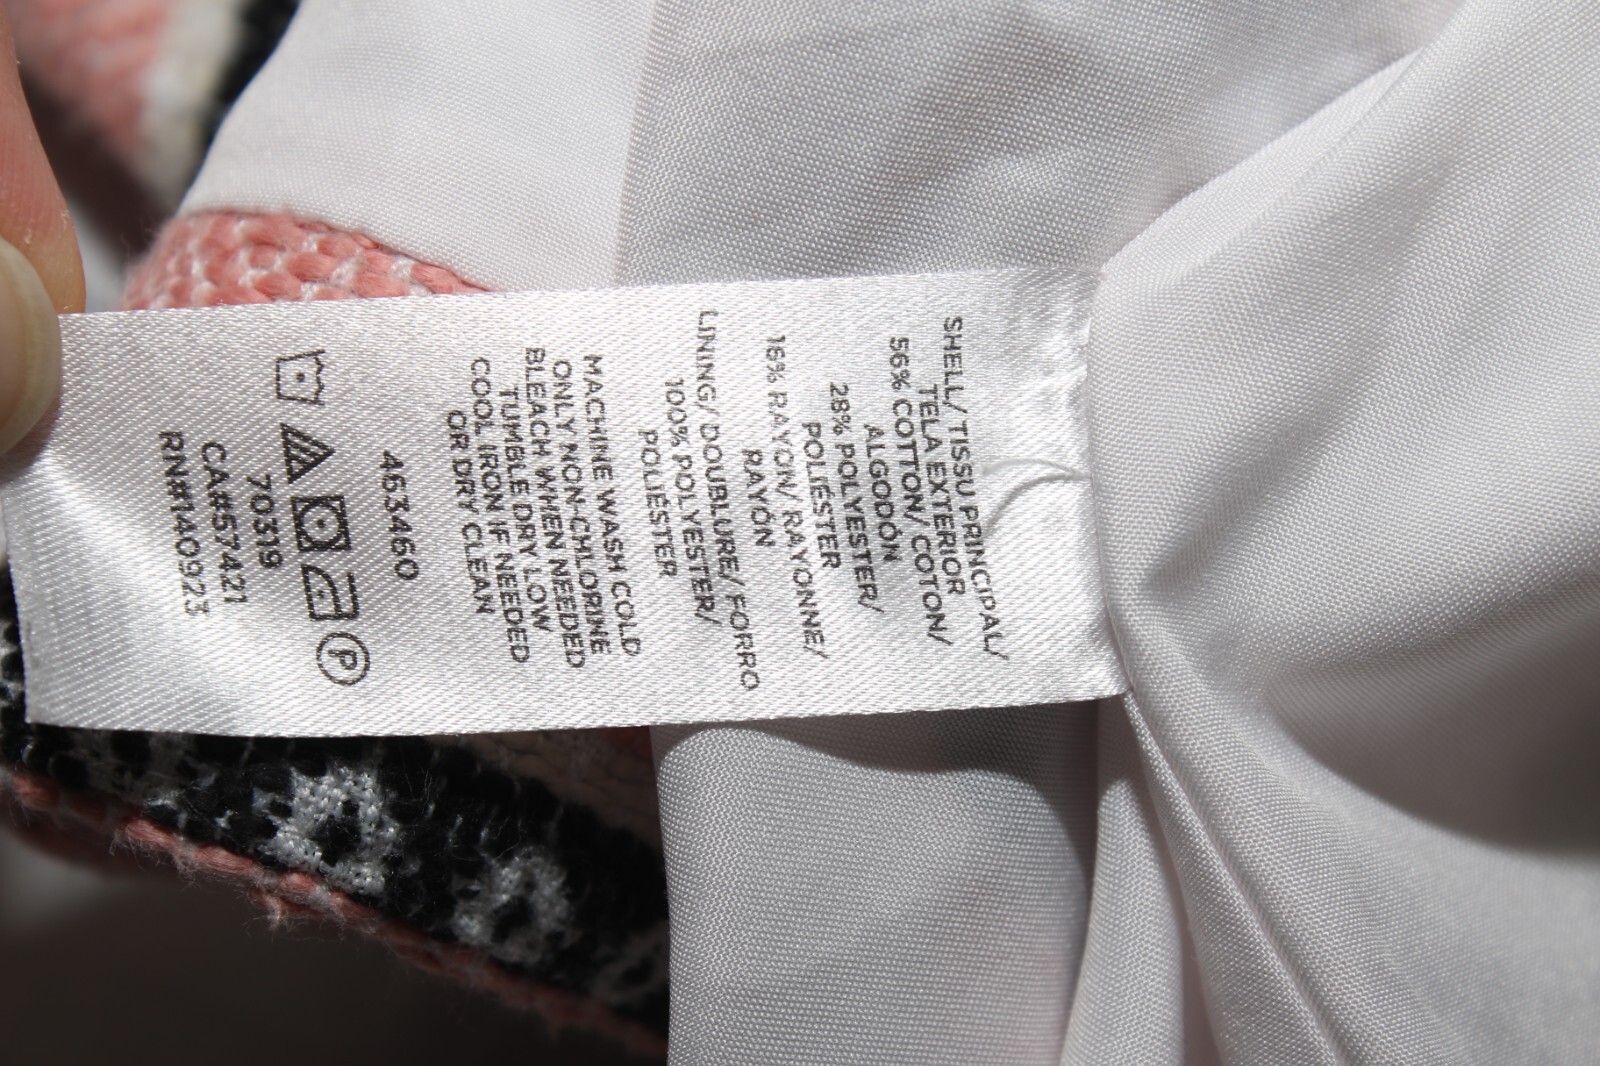 SHELL/ TISSU PRINCIPAL/
TELA EXTERIOR
56% COTTON/ COTON/
ALGODÓN
28% POLYESTER/
POLIÉSTER
16% RAYON/ RAYONNE/
RAYÓN
LINING/ DOUBLURE/ FORRO
100% POLYESTER/
POLIÉSTER
MACHINE WASH COLD
ONLY NON-CHLORINE
BLEACH WHEN NEEDED
TUMBLE DRY LOW
COOL IRON IF NEEDED
OR DRY CLEAN
463460
P
70319
CA#57421
RN#140923